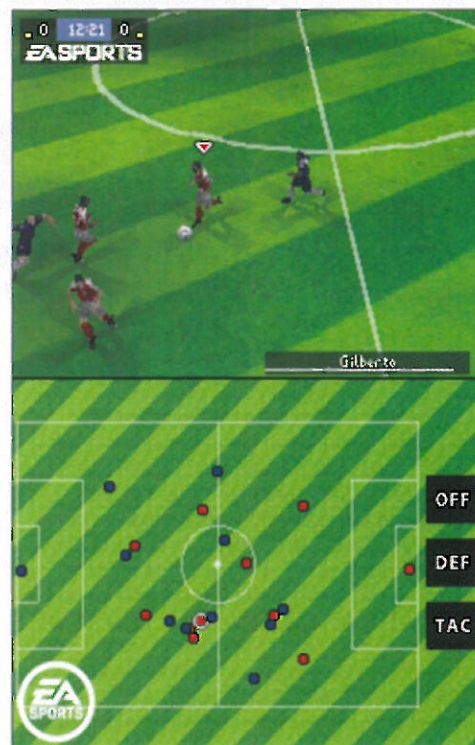 0 12:21 0
EA SPORTS
Gilberto
OFF
DEF
TAC
EA
SPORTS